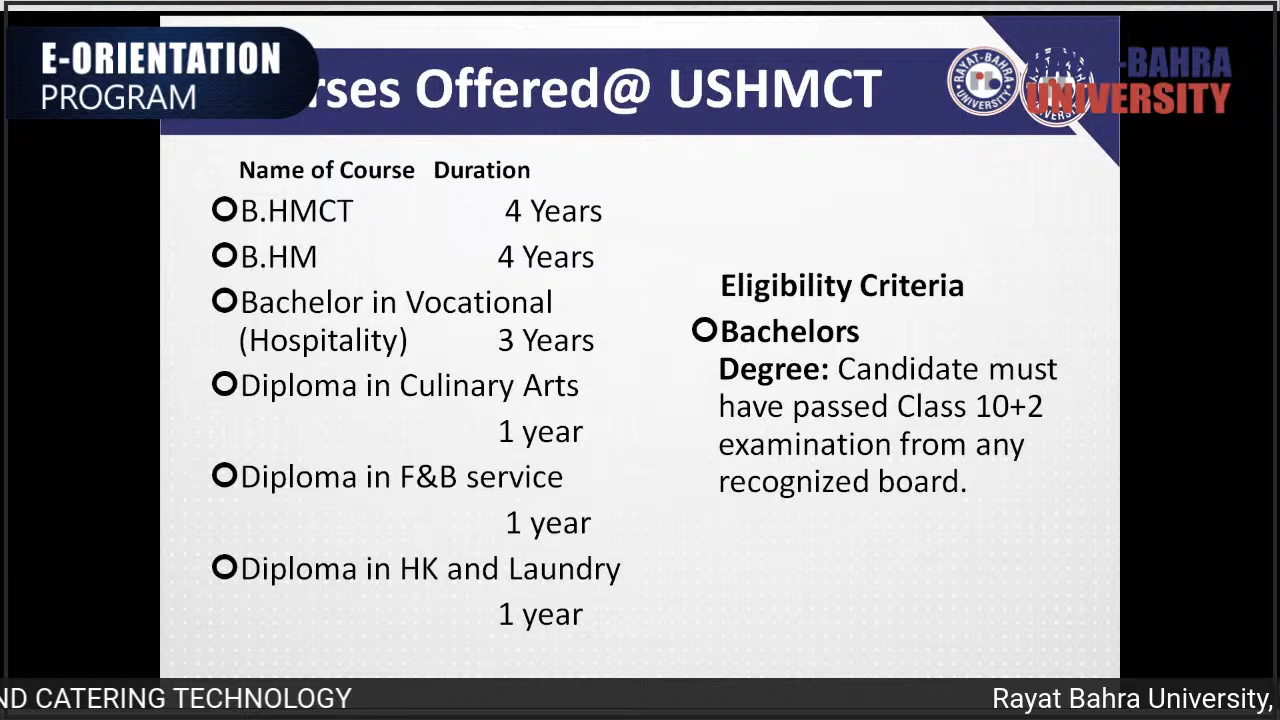 E-ORIENTATION
PROGRAM
rses Offered@ USHMCT
RAYAT-BAHRA
UNIVERSITY
-BAHRA
UNIVERSITY
Name of Course Duration
B.HMCT 4 Years
B.HM 4 Years
Bachelor in Vocational
(Hospitality) 3 Years
Diploma in Culinary Arts
1 year
Diploma in F&B service
1 year
Diploma in HK and Laundry
1 year
Eligibility Criteria
Bachelors
Degree: Candidate must
have passed Class 10+2
examination from any
recognized board.
ND CATERING TECHNOLOGY
Rayat Bahra University,